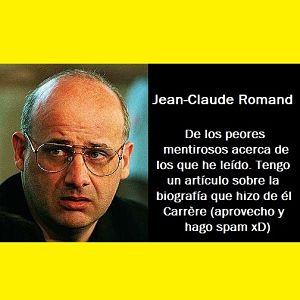 Jean-Claude Romand
De los peores
mentirosos acerca de
los que he leído. Tengo
un artículo sobre la
biografía que hizo de él
Carrère (aprovecho y
hago spam xD)